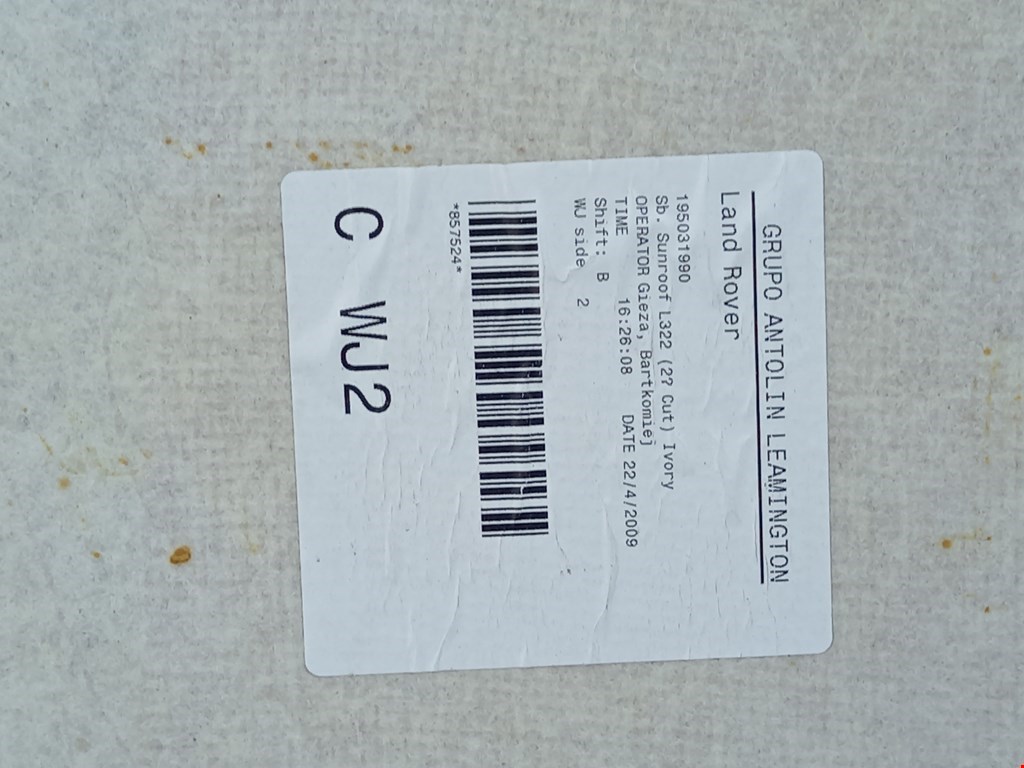 GRUPO ANTOLIN LEAMINGTON
Land Rover
195031990
Sb. Sunroof L322 (2? Cut) Ivory
OPERATOR Gieza, Bartkomiej
TIME 16:26:08 DATE 22/4/2009
Shift: B
WJ side 2
*857524*
C WJ2